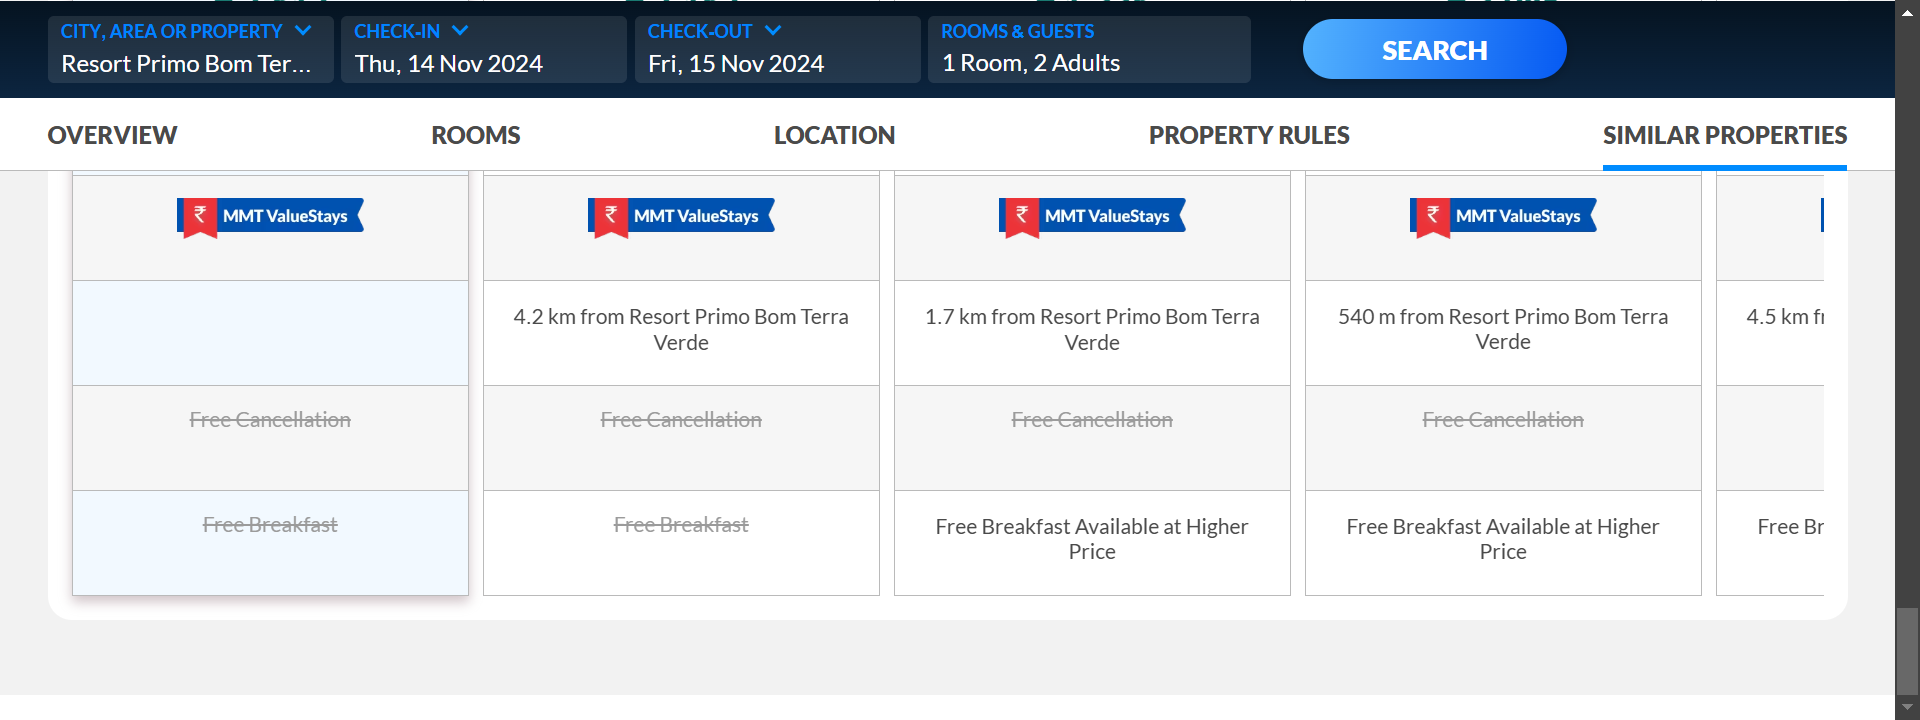 CITY, AREA OR PROPERTY
CHECK-IN
CHECK-OUT
ROOMS & GUESTS
Resort Primo Bom Ter...
Thu, 14 Nov 2024
Fri, 15 Nov 2024
1 Room, 2 Adults
SEARCH
OVERVIEW
ROOMS
LOCATION
PROPERTY RULES
SIMILAR PROPERTIES
₹ MMT ValueStays
₹ MMT ValueStays
₹ MMT ValueStays
₹ MMT ValueStays
4.2 km from Resort Primo Bom Terra
Verde
1.7 km from Resort Primo Bom Terra
Verde
540 m from Resort Primo Bom Terra
Verde
4.5 km
Free Cancellation
Free Cancellation
Free Cancellation
Free Cancellation
Free Breakfast
Free Breakfast
Free Breakfast Available at Higher
Price
Free Breakfast Available at Higher
Price
Free